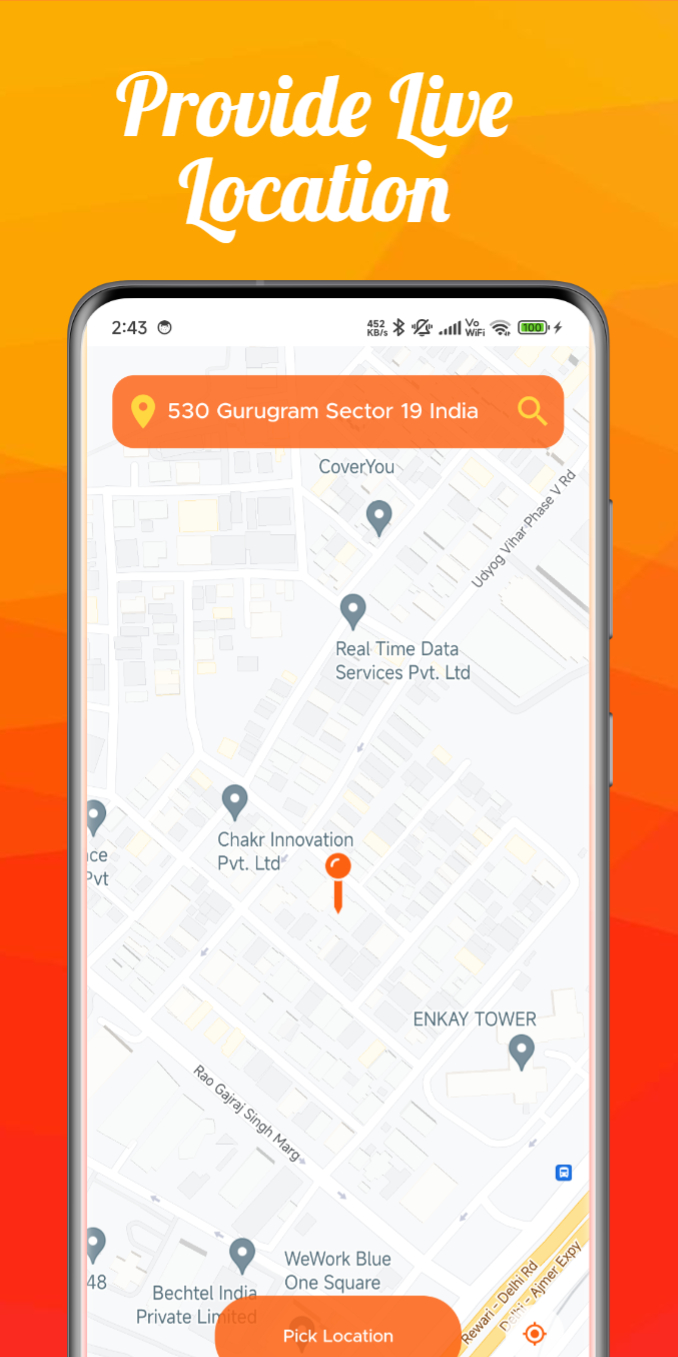 Provide Live
Location
2:43
452
KB/s
Vo
WiFi
100
530 Gurugram Sector 19 India
CoverYou
Udyog Vihar Phase V Rd
Real Time Data
Services Pvt. Ltd
Chakr Innovation
Pvt. Ltd
nce
Pvt
ENKAY TOWER
Rao Gajraj Singh Marg
48
WeWork Blue
One Square
Bechtel India
Private Limited
Rewari - Delhi Rd
Delhi - Ajmer Expy
Pick Location